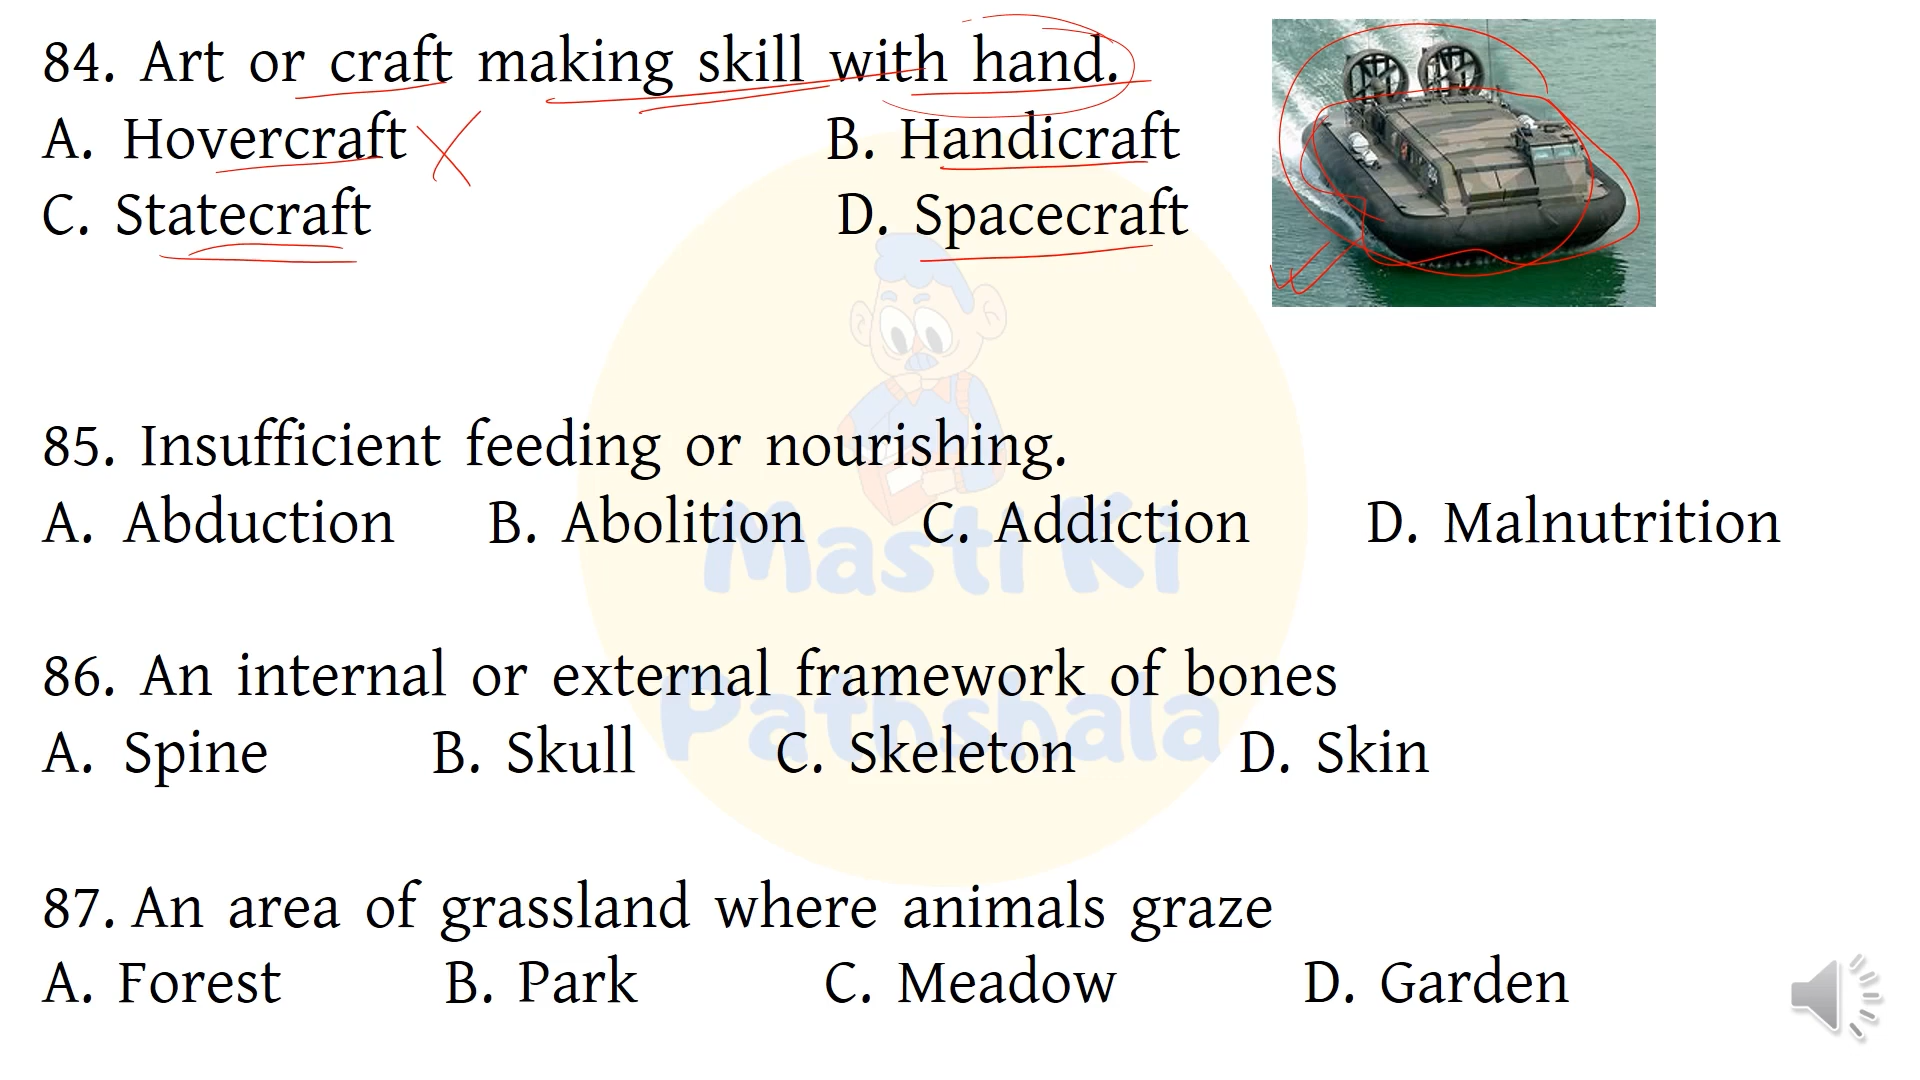 84. Art or craft making skill with hand.
A. Hovercraft B. Handicraft
C. Statecraft D. Spacecraft
85. Insufficient feeding or nourishing.
A. Abduction B. Abolition C. Addiction D. Malnutrition
86. An internal or external framework of bones
A. Spine B. Skull C. Skeleton D. Skin
87. An area of grassland where animals graze
A. Forest B. Park C. Meadow D. Garden
Masti Ki
Pathshala